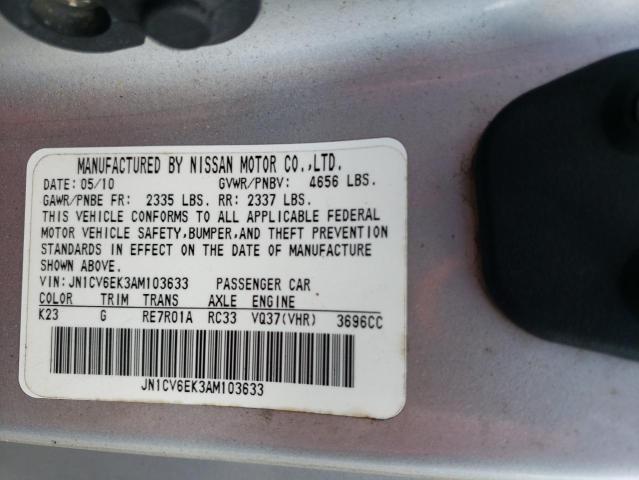 MANUFACTURED BY NISSAN MOTOR CO.,LTD.
DATE: 05/10 GVWR/PNBV: 4656 LBS.
GAWR/PNBE FR: 2335 LBS. RR: 2337 LBS.
THIS VEHICLE CONFORMS TO ALL APPLICABLE FEDERAL
MOTOR VEHICLE SAFETY,BUMPER,AND THEFT PREVENTION
STANDARDS IN EFFECT ON THE DATE OF MANUFACTURE
SHOWN ABOVE.
VIN: JN1CV6EK3AM103633 PASSENGER CAR
COLOR TRIM TRANS AXLE ENGINE
K23 G RE7R01A RC33 VQ37(VHR) 3696CC
JN1CV6EK3AM103633